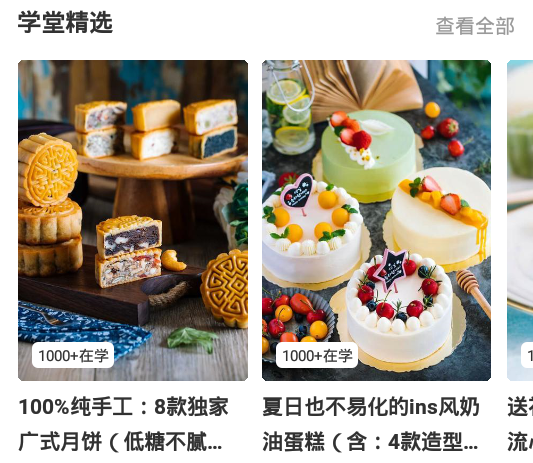 学堂精选
查看全部
1000+在学
1000+在学
100%纯手工：8款独家
广式月饼（低糖不腻...
夏日也不易化的ins风奶
油蛋糕（含：4款造型...
送
流